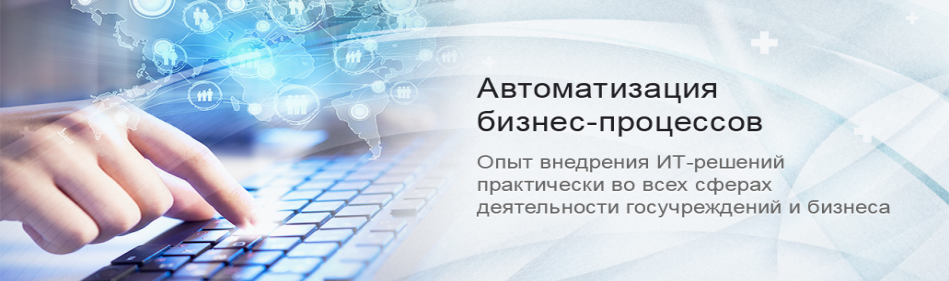 Автоматизация
бизнес-процессов
Опыт внедрения ИТ-решений
практически во всех сферах
деятельности госучреждений и бизнеса